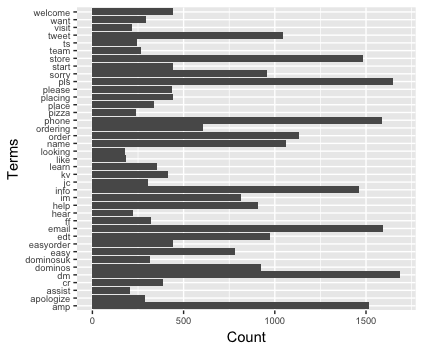 welcome
want
visit
tweet
ts
team
store
start
sorry
pls
please
placing
place
pizza
phone
ordering
order
name
looking
like
learn
kv
jc
info
im
help
hear
ff
email
edt
easyorder
easy
dominosuk
dominos
dm
cr
assist
apologize
amp
Terms
0 500 1000 1500
Count